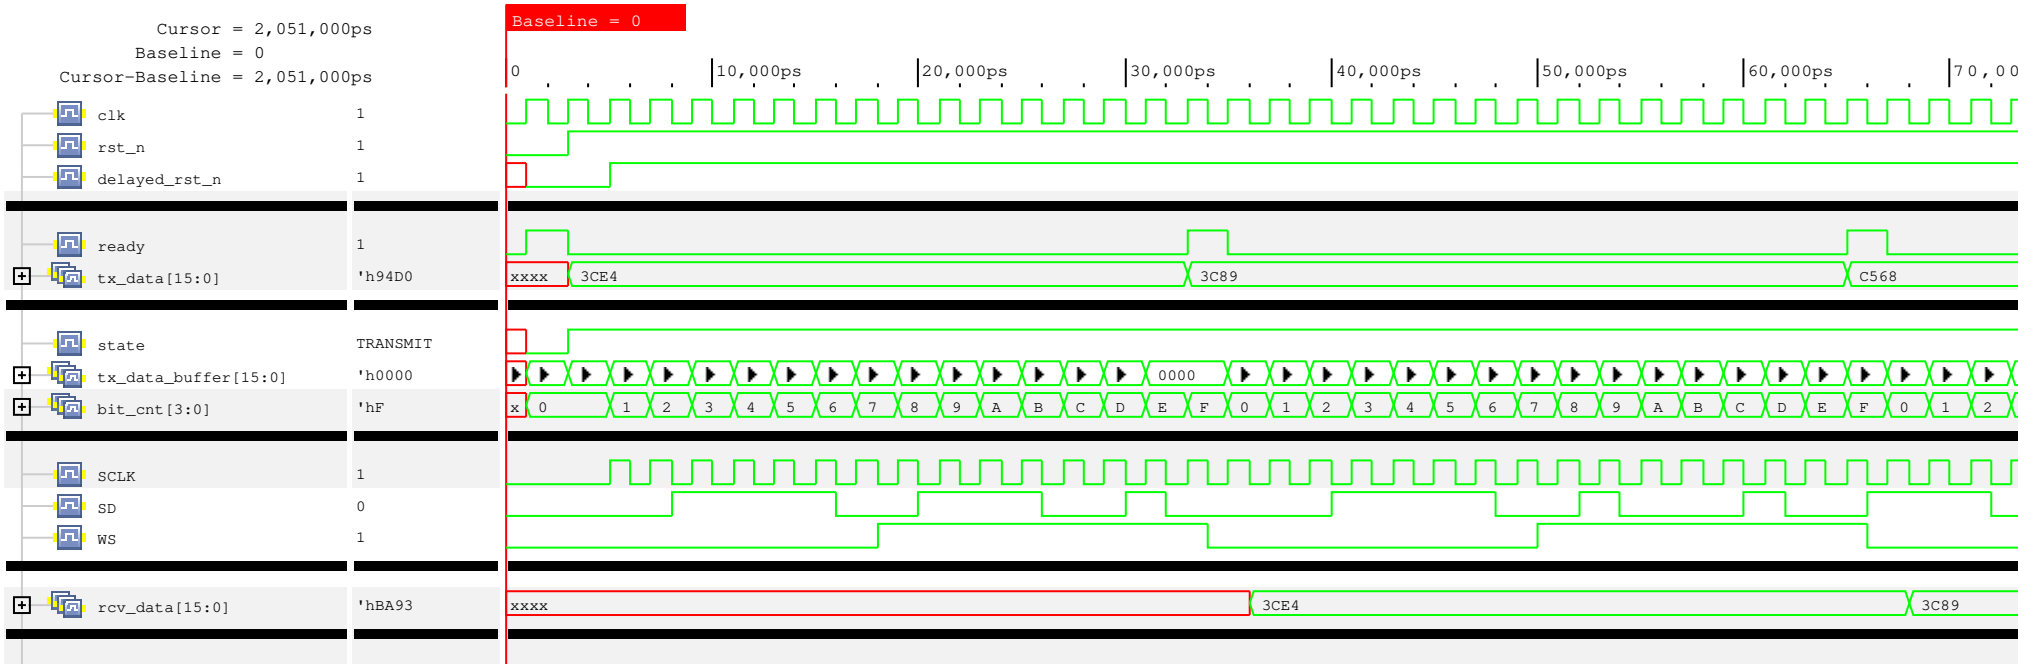 Baseline = 0
Cursor = 2,051,000ps
Baseline = 0
Cursor-Baseline = 2,051,000ps
0 10,000ps 20,000ps 30,000ps 40,000ps 50,000ps 60,000ps 70,00
clk 1
rst_n 1
delayed_rst_n 1
ready 1
tx_data[15:0] 'h94D0 xxxx 3CE4 3C89 C568
state TRANSMIT
tx_data_buffer[15:0] 'h0000 0000
bit_cnt[3:0] 'hF x 0 1 2 3 4 5 6 7 8 9 A B C D E F 0 1 2 3 4 5 6 7 8 9 A B C D E F 0 1 2
SCLK 1
SD 0
WS 1
rcv_data[15:0] 'hBA93 xxxx 3CE4 3C89